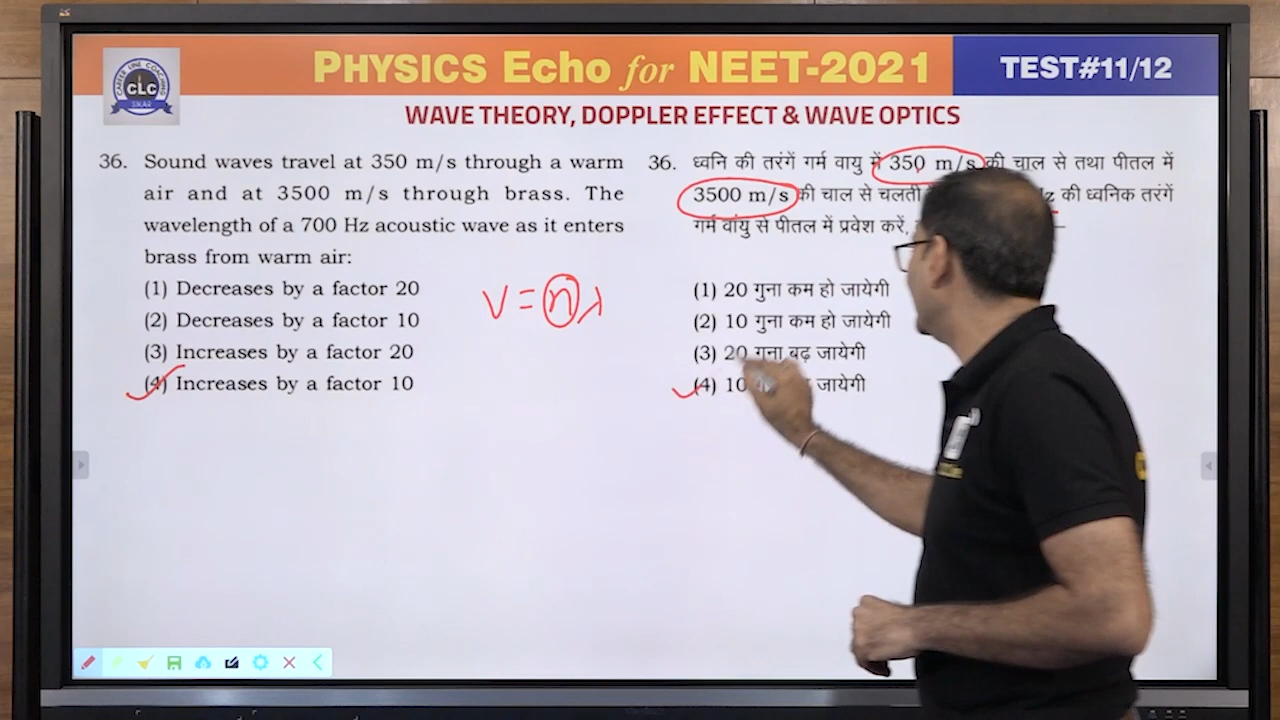 CAREER LINE COACHING
CLC
SIKAR
PHYSICS Echo for NEET-2021
TEST#11/12
WAVE THEORY, DOPPLER EFFECT & WAVE OPTICS
36. Sound waves travel at 350 m/s through a warm
air and at 3500 m/s through brass. The
wavelength of a 700 Hz acoustic wave as it enters
brass from warm air:
(1) Decreases by a factor 20
(2) Decreases by a factor 10
(3) Increases by a factor 20
(4) Increases by a factor 10
v = nλ
36. ध्वनि की तरंगें गर्म वायु में 350 m/s की चाल से तथा पीतल में
3500 m/s की चाल से चलती की ध्वनिक तरंगें
गर्म वायु से पीतल में प्रवेश करें,
(1) 20 गुना कम हो जायेगी
(2) 10 गुना कम हो जायेगी
(3) 20 गुना बढ़ जायेगी
(4) 10 जायेगी